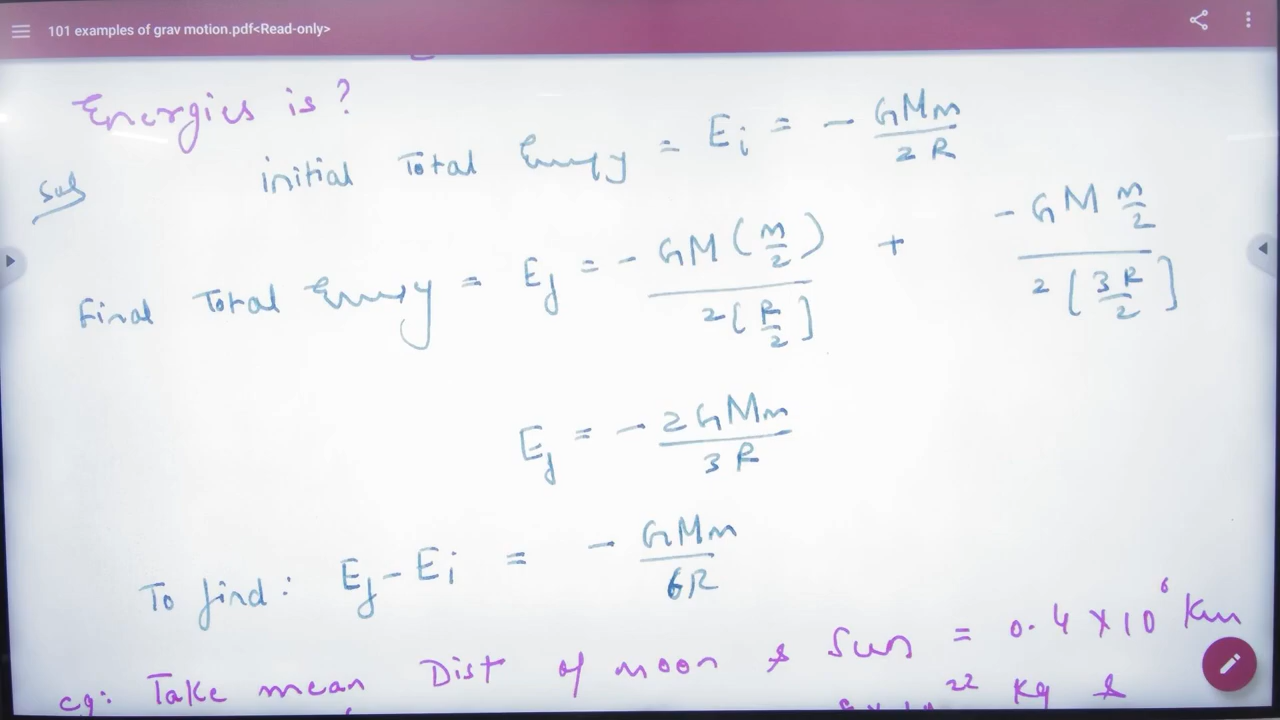 101 examples of grav motion.pdf<Read-only>
Energies is?
Sol
initial Total Energy = Ei = - GMm / 2R
Final Total Energy = Ef = - GM(m/2) / 2[R/2] + - GM m/2 / 2[3R/2]
Ef = - 2GMm / 3R
To find: Ef - Ei = - GMm / 6R
eg: Take mean Dist of moon & Sun = 0.4 × 10^6 Km
22 kg &